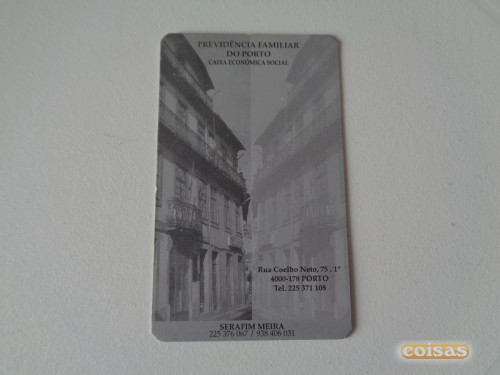 PREVIDÊNCIA FAMILIAR
DO PORTO
CAIXA ECONÓMICA SOCIAL
Rua Coelho Neto, 75 . 1º
4000-178 PORTO
Tel. 225 371 108
SERAFIM MEIRA
225 376 067 / 938 406 031
coisas